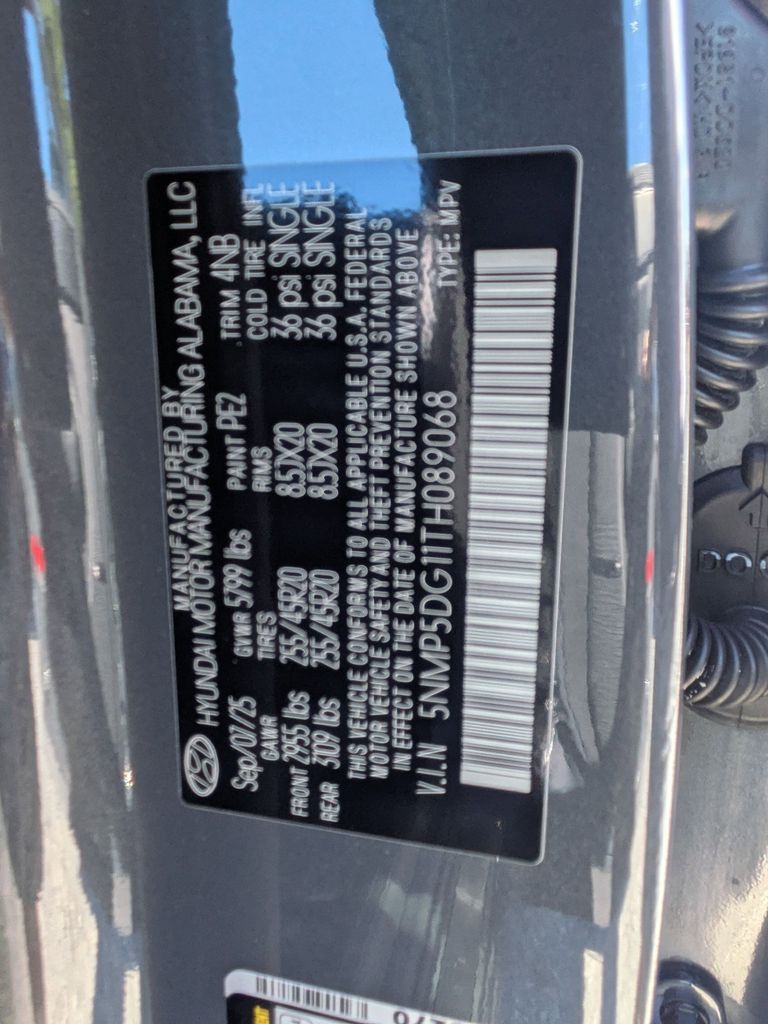 MANUFACTURED BY
HYUNDAI MOTOR MANUFACTURING ALABAMA, LLC
Sep/07/25 GVWR 5799 lbs PAINT PE2 TRIM 4NB
GAWR TIRES RIMS COLD TIRE INFL
FRONT 2955 lbs 255/45R20 8.5JX20 36 psi SINGLE
REAR 3109 lbs 255/45R20 8.5JX20 36 psi SINGLE
THIS VEHICLE CONFORMS TO ALL APPLICABLE U.S.A. FEDERAL
MOTOR VEHICLE SAFETY AND THEFT PREVENTION STANDARDS
IN EFFECT ON THE DATE OF MANUFACTURE SHOWN ABOVE
V.I.N 5NMP5DG11TH089068 TYPE: MPV